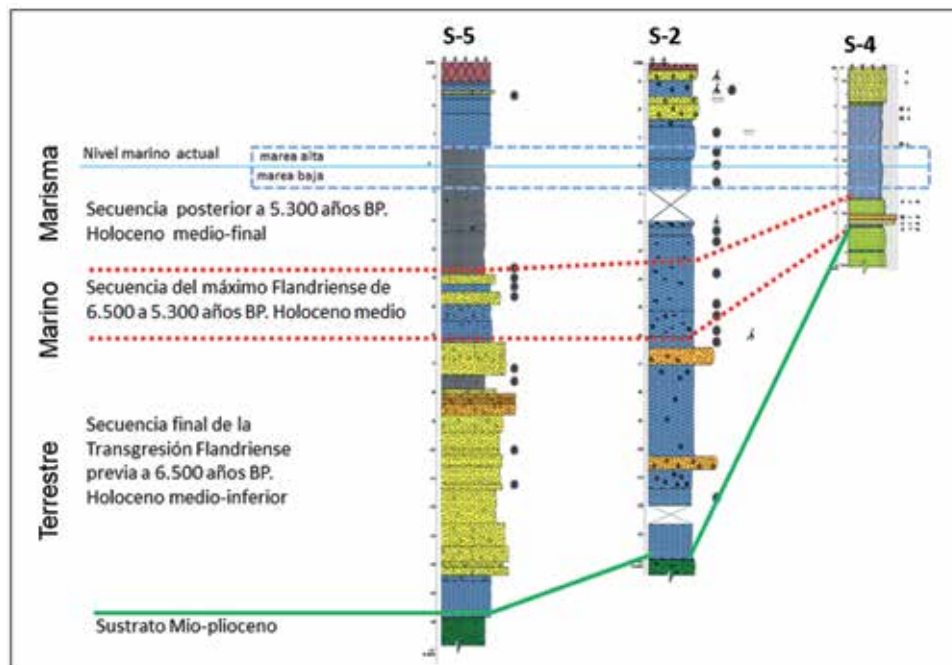 S-5
S-2
S-4
Nivel marino actual
marea alta
marea baja
Marisma
Secuencia posterior a 5.300 años BP.
Holoceno medio-final
Marino
Secuencia del máximo Flandriense de
6.500 a 5.300 años BP. Holoceno medio
Terrestre
Secuencia final de la
Transgresión Flandriense
previa a 6.500 años BP.
Holoceno medio-inferior
Sustrato Mio-plioceno